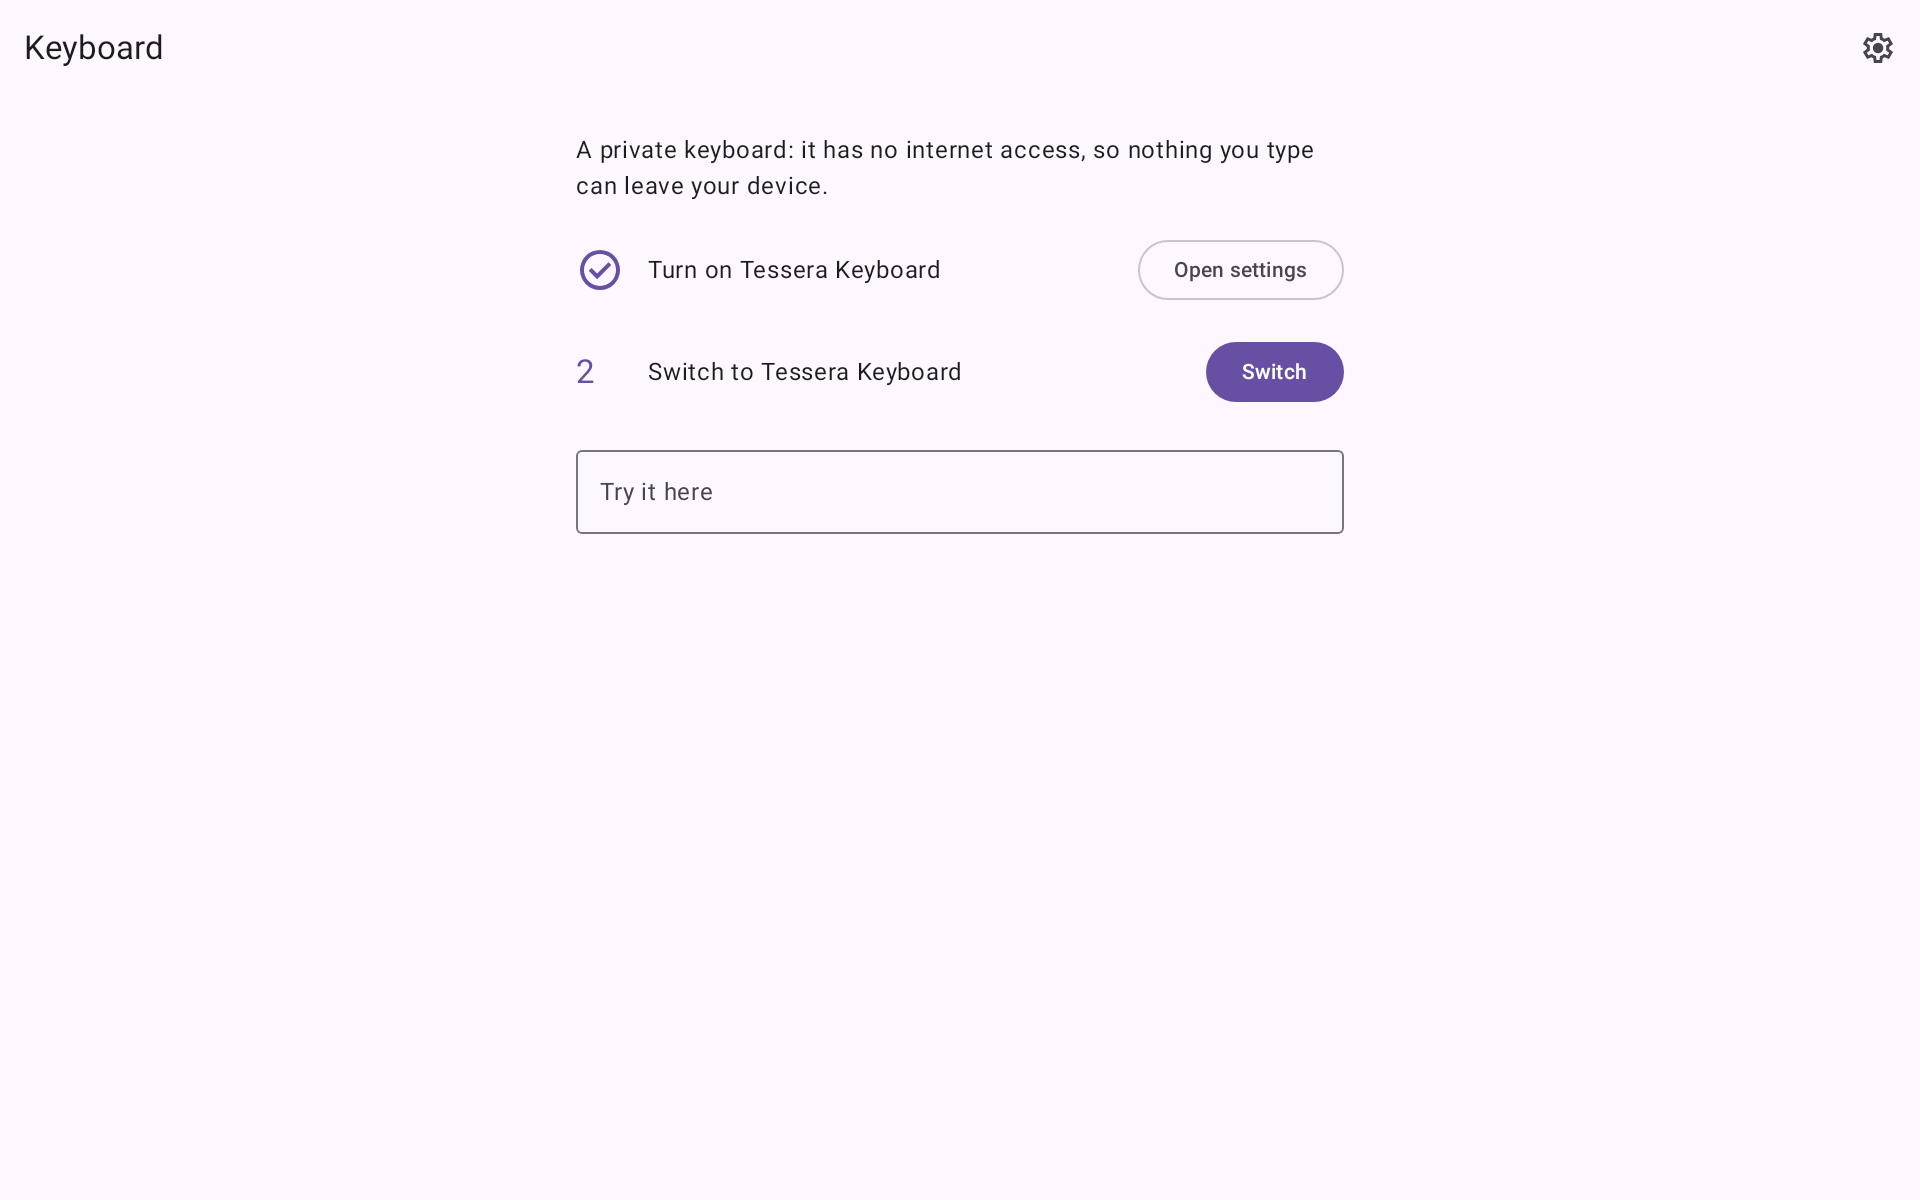 Keyboard
A private keyboard: it has no internet access, so nothing you type
can leave your device.
Turn on Tessera Keyboard
Open settings
2
Switch to Tessera Keyboard
Switch
Try it here